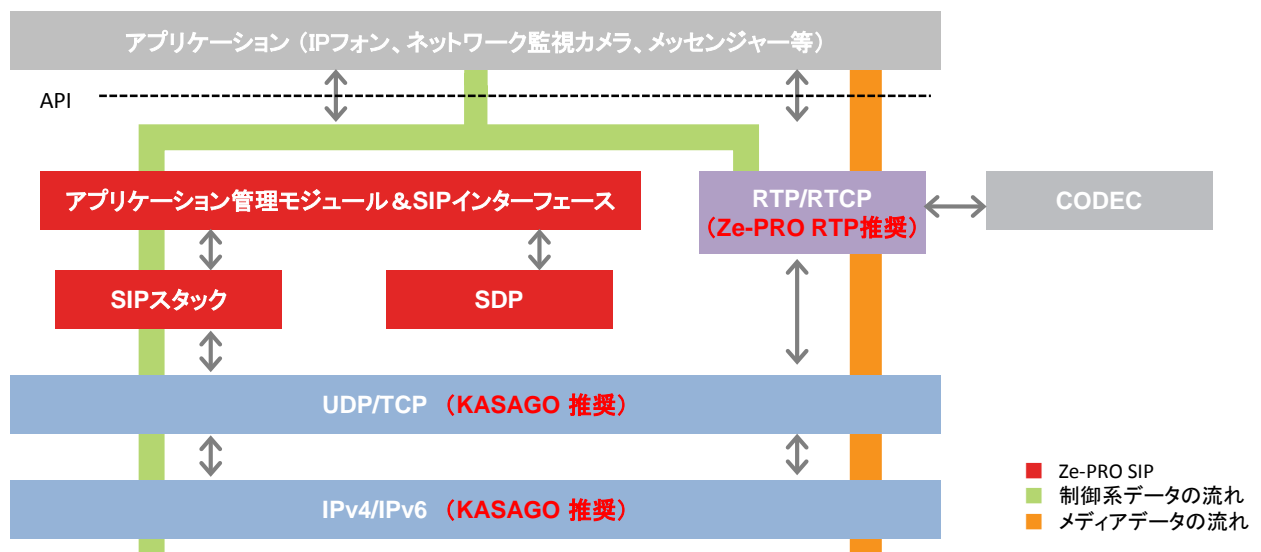 アプリケーション（IPフォン、ネットワーク監視カメラ、メッセンジャー等）
API
アプリケーション管理モジュール＆SIPインターフェース
RTP/RTCP
（Ze-PRO RTP推奨）
CODEC
SIPスタック
SDP
UDP/TCP （KASAGO 推奨）
IPv4/IPv6 （KASAGO 推奨）
Ze-PRO SIP
制御系データの流れ
メディアデータの流れ